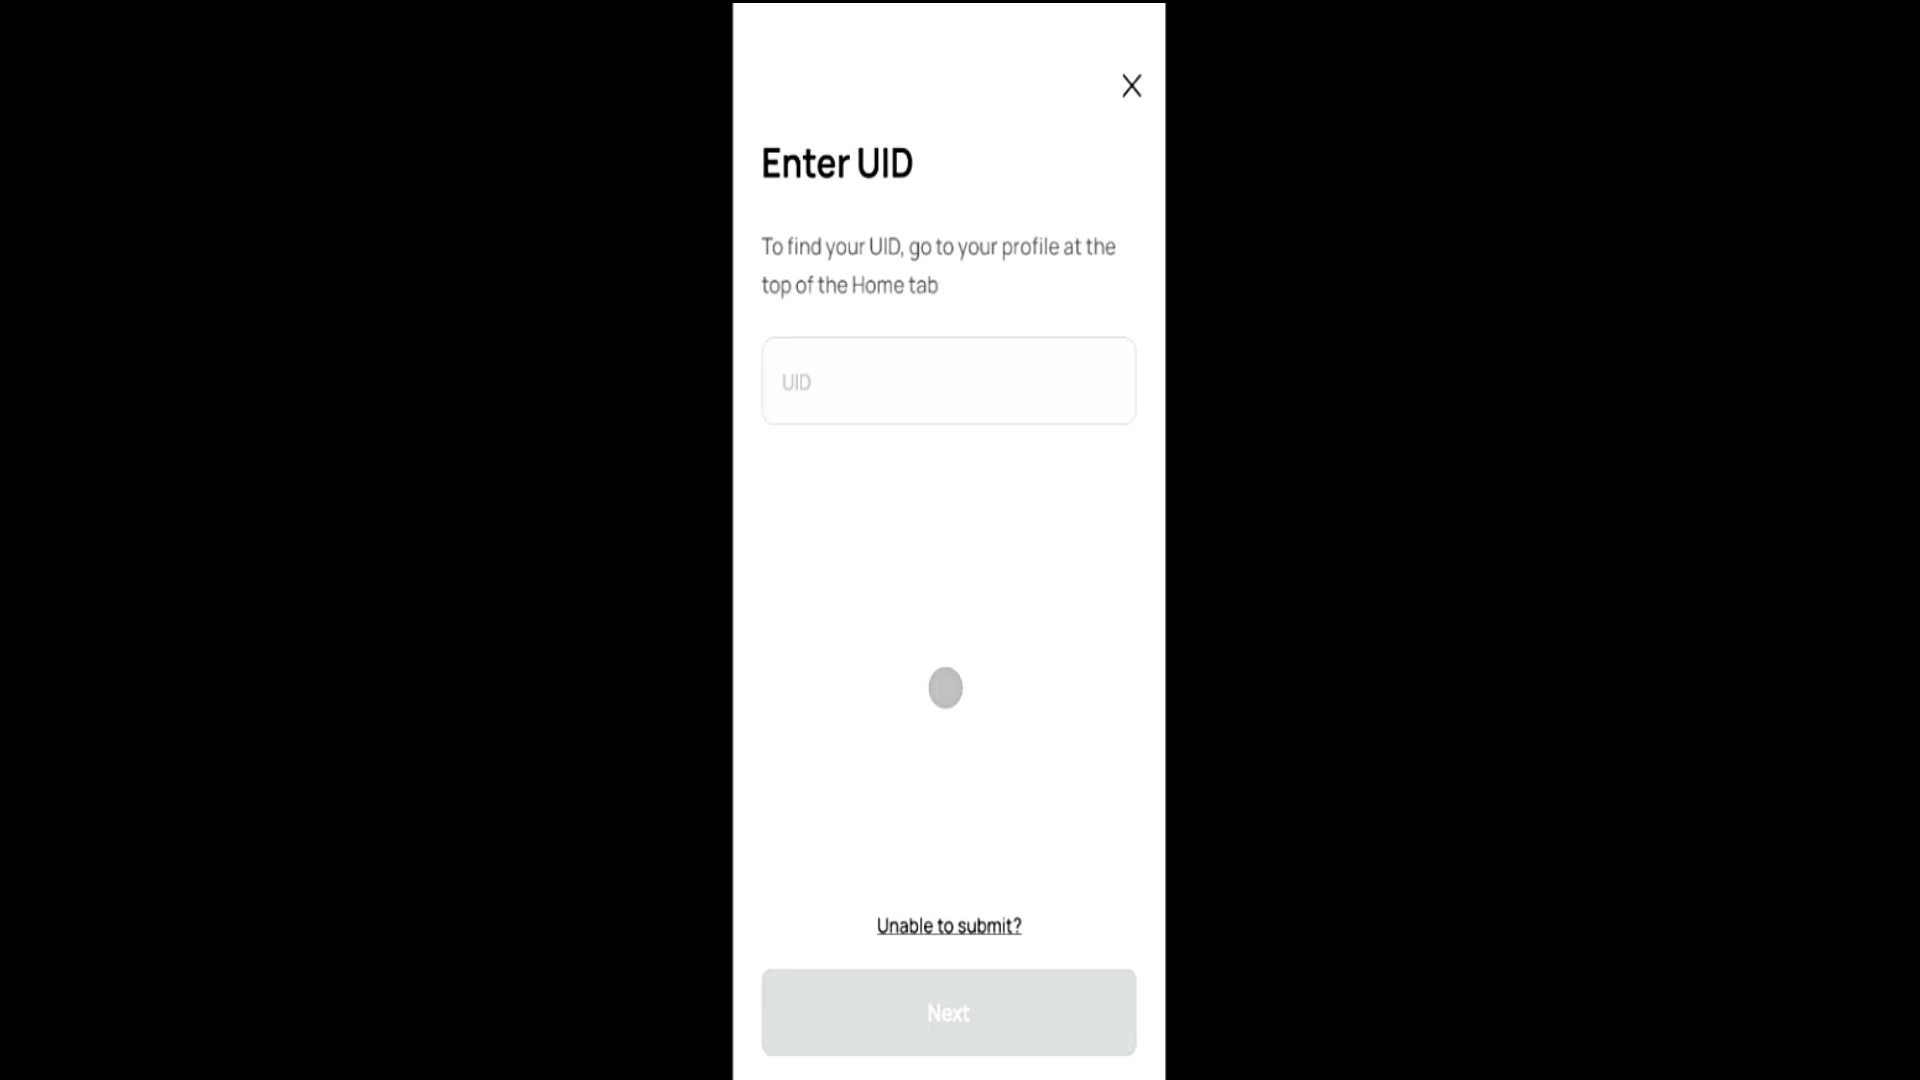 Enter UID
To find your UID, go to your profile at the
top of the Home tab
UID
Unable to submit?
Next